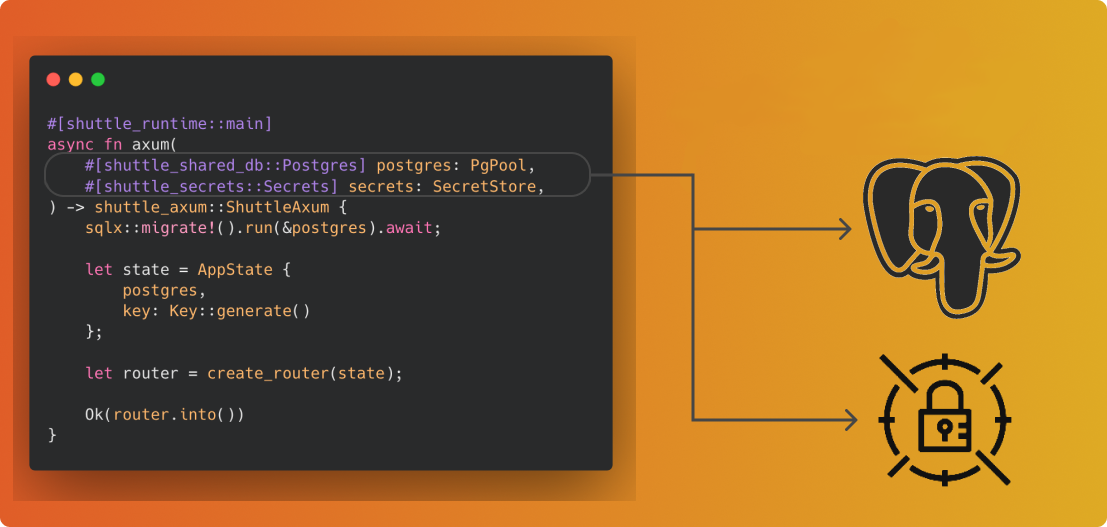 #[shuttle_runtime::main]
async fn axum(
    #[shuttle_shared_db::Postgres] postgres: PgPool,
    #[shuttle_secrets::Secrets] secrets: SecretStore,
) -> shuttle_axum::ShuttleAxum {
    sqlx::migrate!().run(&postgres).await;
    let state = AppState {
        postgres,
        key: Key::generate()
    };
    let router = create_router(state);
    Ok(router.into())
}